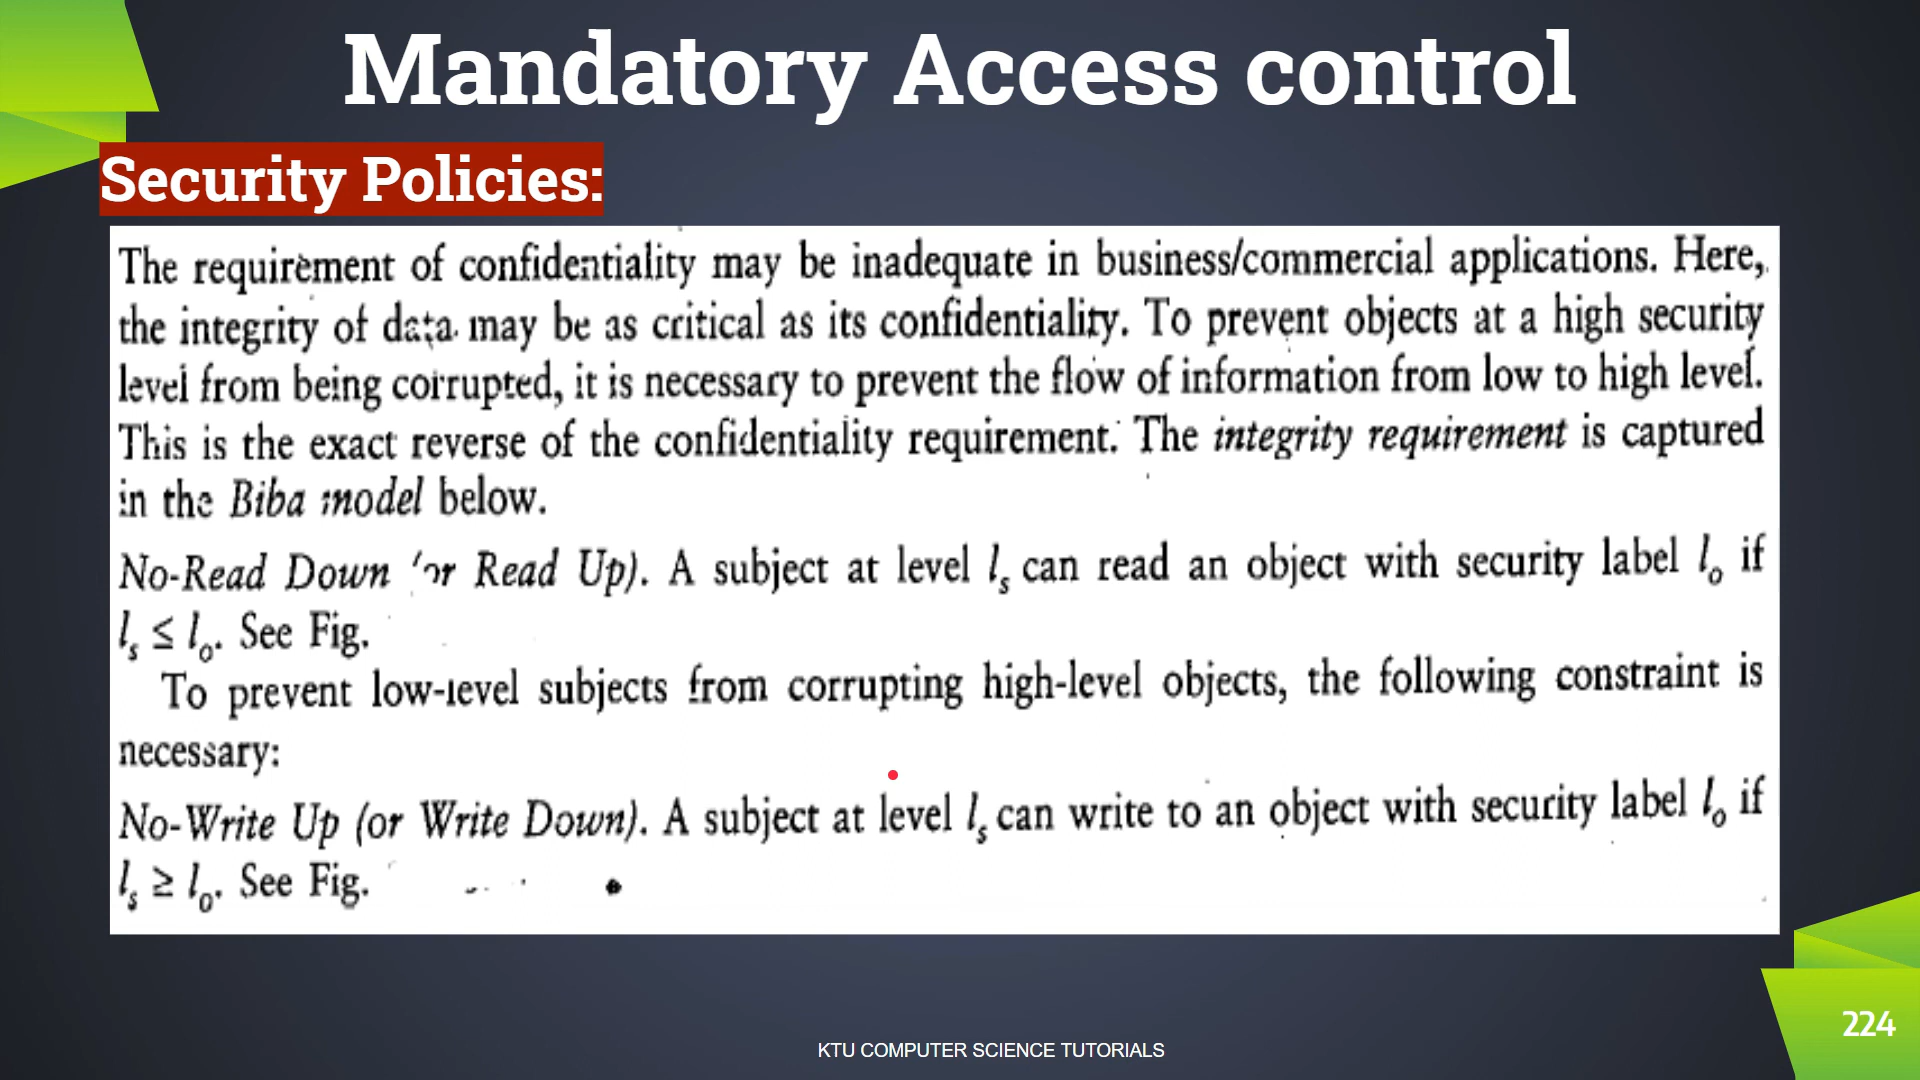 Mandatory Access control
Security Policies:
The requirement of confidentiality may be inadequate in business/commercial applications. Here,
the integrity of data may be as critical as its confidentiality. To prevent objects at a high security
level from being corrupted, it is necessary to prevent the flow of information from low to high level.
This is the exact reverse of the confidentiality requirement. The integrity requirement is captured
in the Biba model below.
No-Read Down (or Read Up). A subject at level lₛ can read an object with security label lₒ if
lₛ ≤ lₒ. See Fig.
To prevent low-level subjects from corrupting high-level objects, the following constraint is
necessary:
No-Write Up (or Write Down). A subject at level lₛ can write to an object with security label lₒ if
lₛ ≥ lₒ. See Fig.
224
KTU COMPUTER SCIENCE TUTORIALS